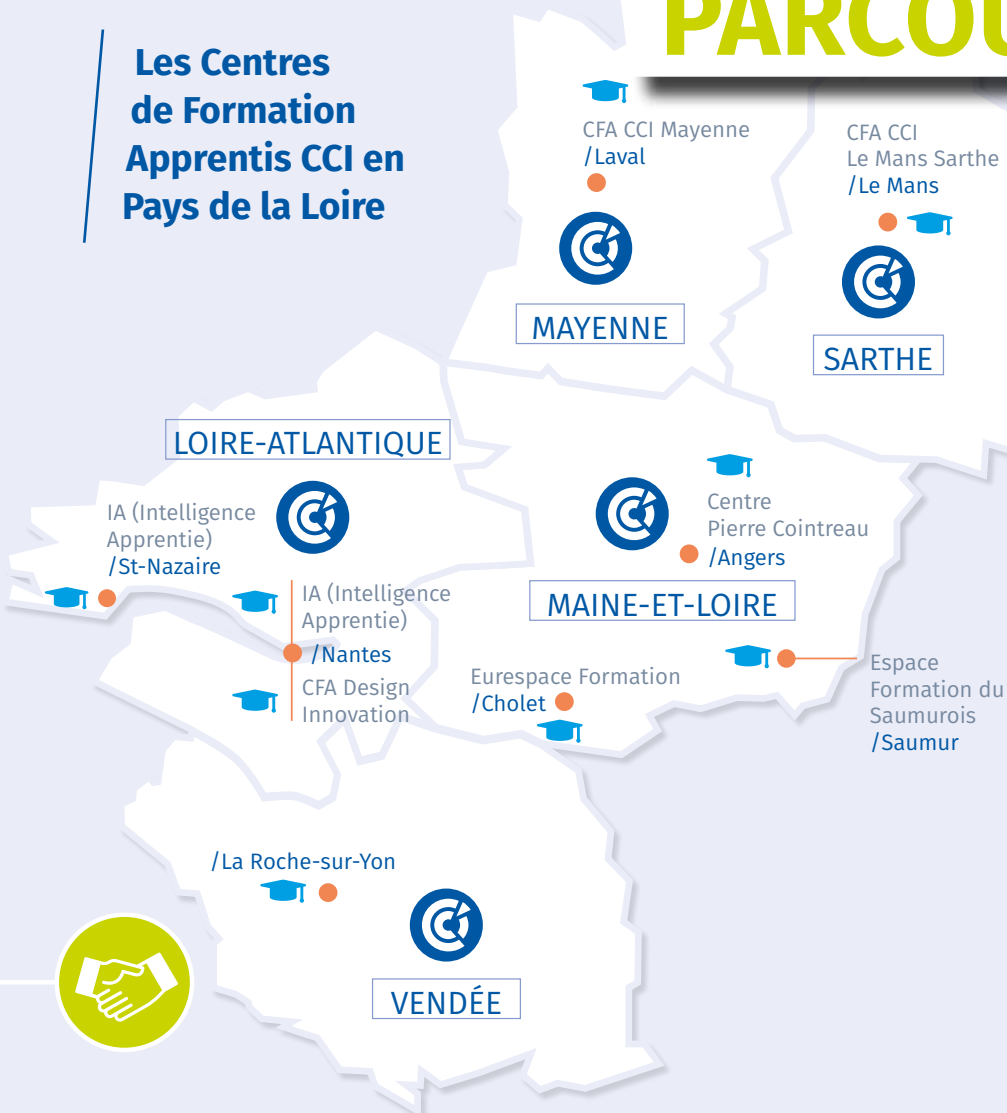 PARCOU
Les Centres
de Formation
Apprentis CCI en
Pays de la Loire
CFA CCI Mayenne
/Laval
MAYENNE
CFA CCI
Le Mans Sarthe
/Le Mans
SARTHE
LOIRE-ATLANTIQUE
IA (Intelligence
Apprentie)
/St-Nazaire
IA (Intelligence
Apprentie)
/Nantes
CFA Design
Innovation
Centre
Pierre Cointreau
/Angers
MAINE-ET-LOIRE
Eurespace Formation
/Cholet
Espace
Formation du
Saumurois
/Saumur
/La Roche-sur-Yon
VENDÉE